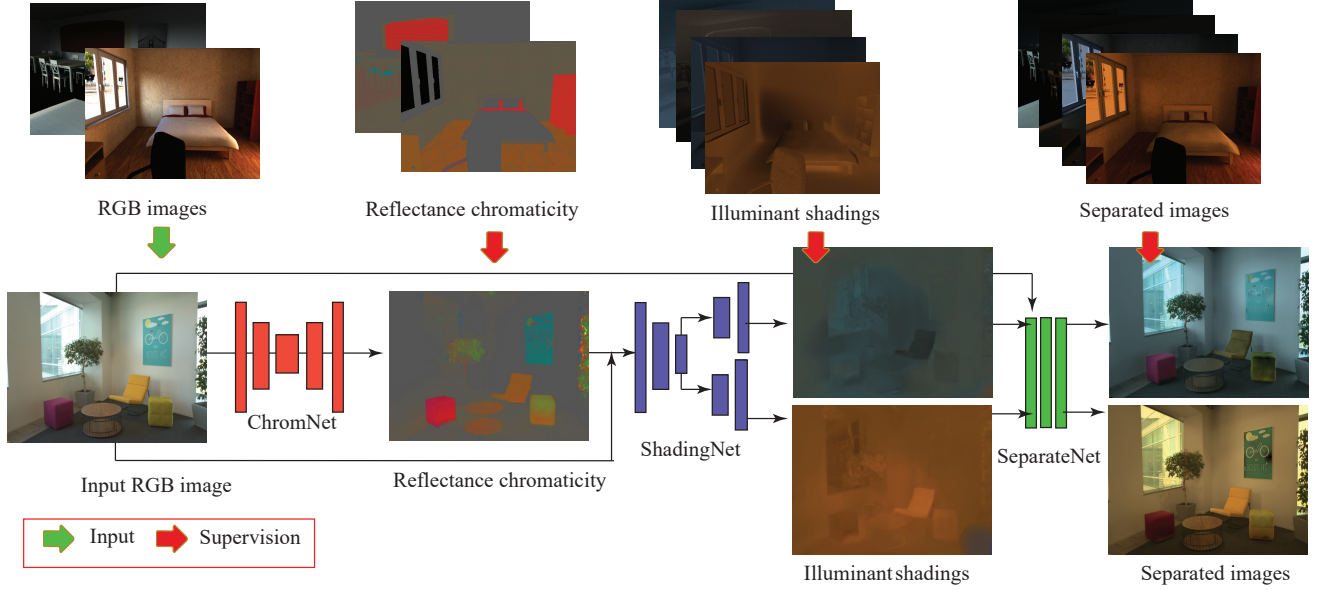 RGB images
Reflectance chromaticity
Illuminant shadings
Separated images
ChromNet
ShadingNet
SeparateNet
Input RGB image
Reflectance chromaticity
Illuminant shadings
Separated images
Input
Supervision